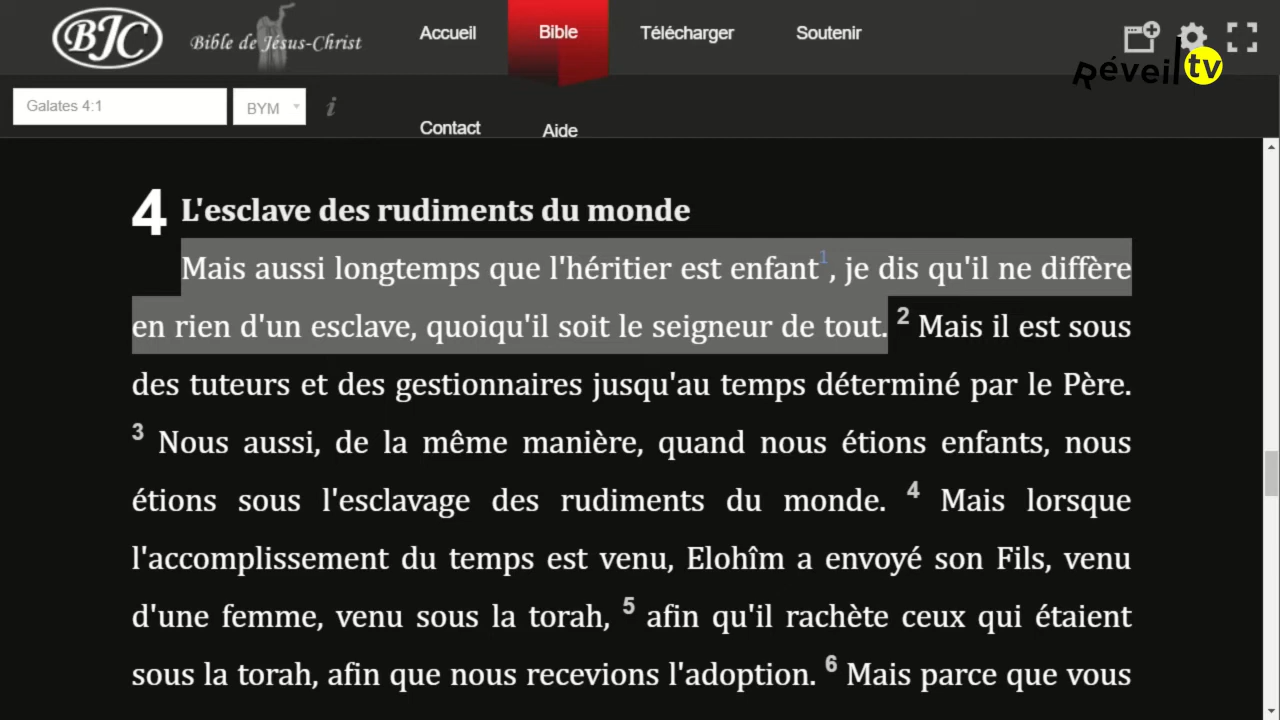 BJC
Bible de Jésus-Christ
Accueil
Bible
Télécharger
Soutenir
Réveil tv
Galates 4:1
BYM
i
Contact
Aide
4 L'esclave des rudiments du monde
Mais aussi longtemps que l'héritier est enfant1, je dis qu'il ne diffère
en rien d'un esclave, quoiqu'il soit le seigneur de tout. 2 Mais il est sous
des tuteurs et des gestionnaires jusqu'au temps déterminé par le Père.
3 Nous aussi, de la même manière, quand nous étions enfants, nous
étions sous l'esclavage des rudiments du monde. 4 Mais lorsque
l'accomplissement du temps est venu, Elohîm a envoyé son Fils, venu
d'une femme, venu sous la torah, 5 afin qu'il rachète ceux qui étaient
sous la torah, afin que nous recevions l'adoption. 6 Mais parce que vous